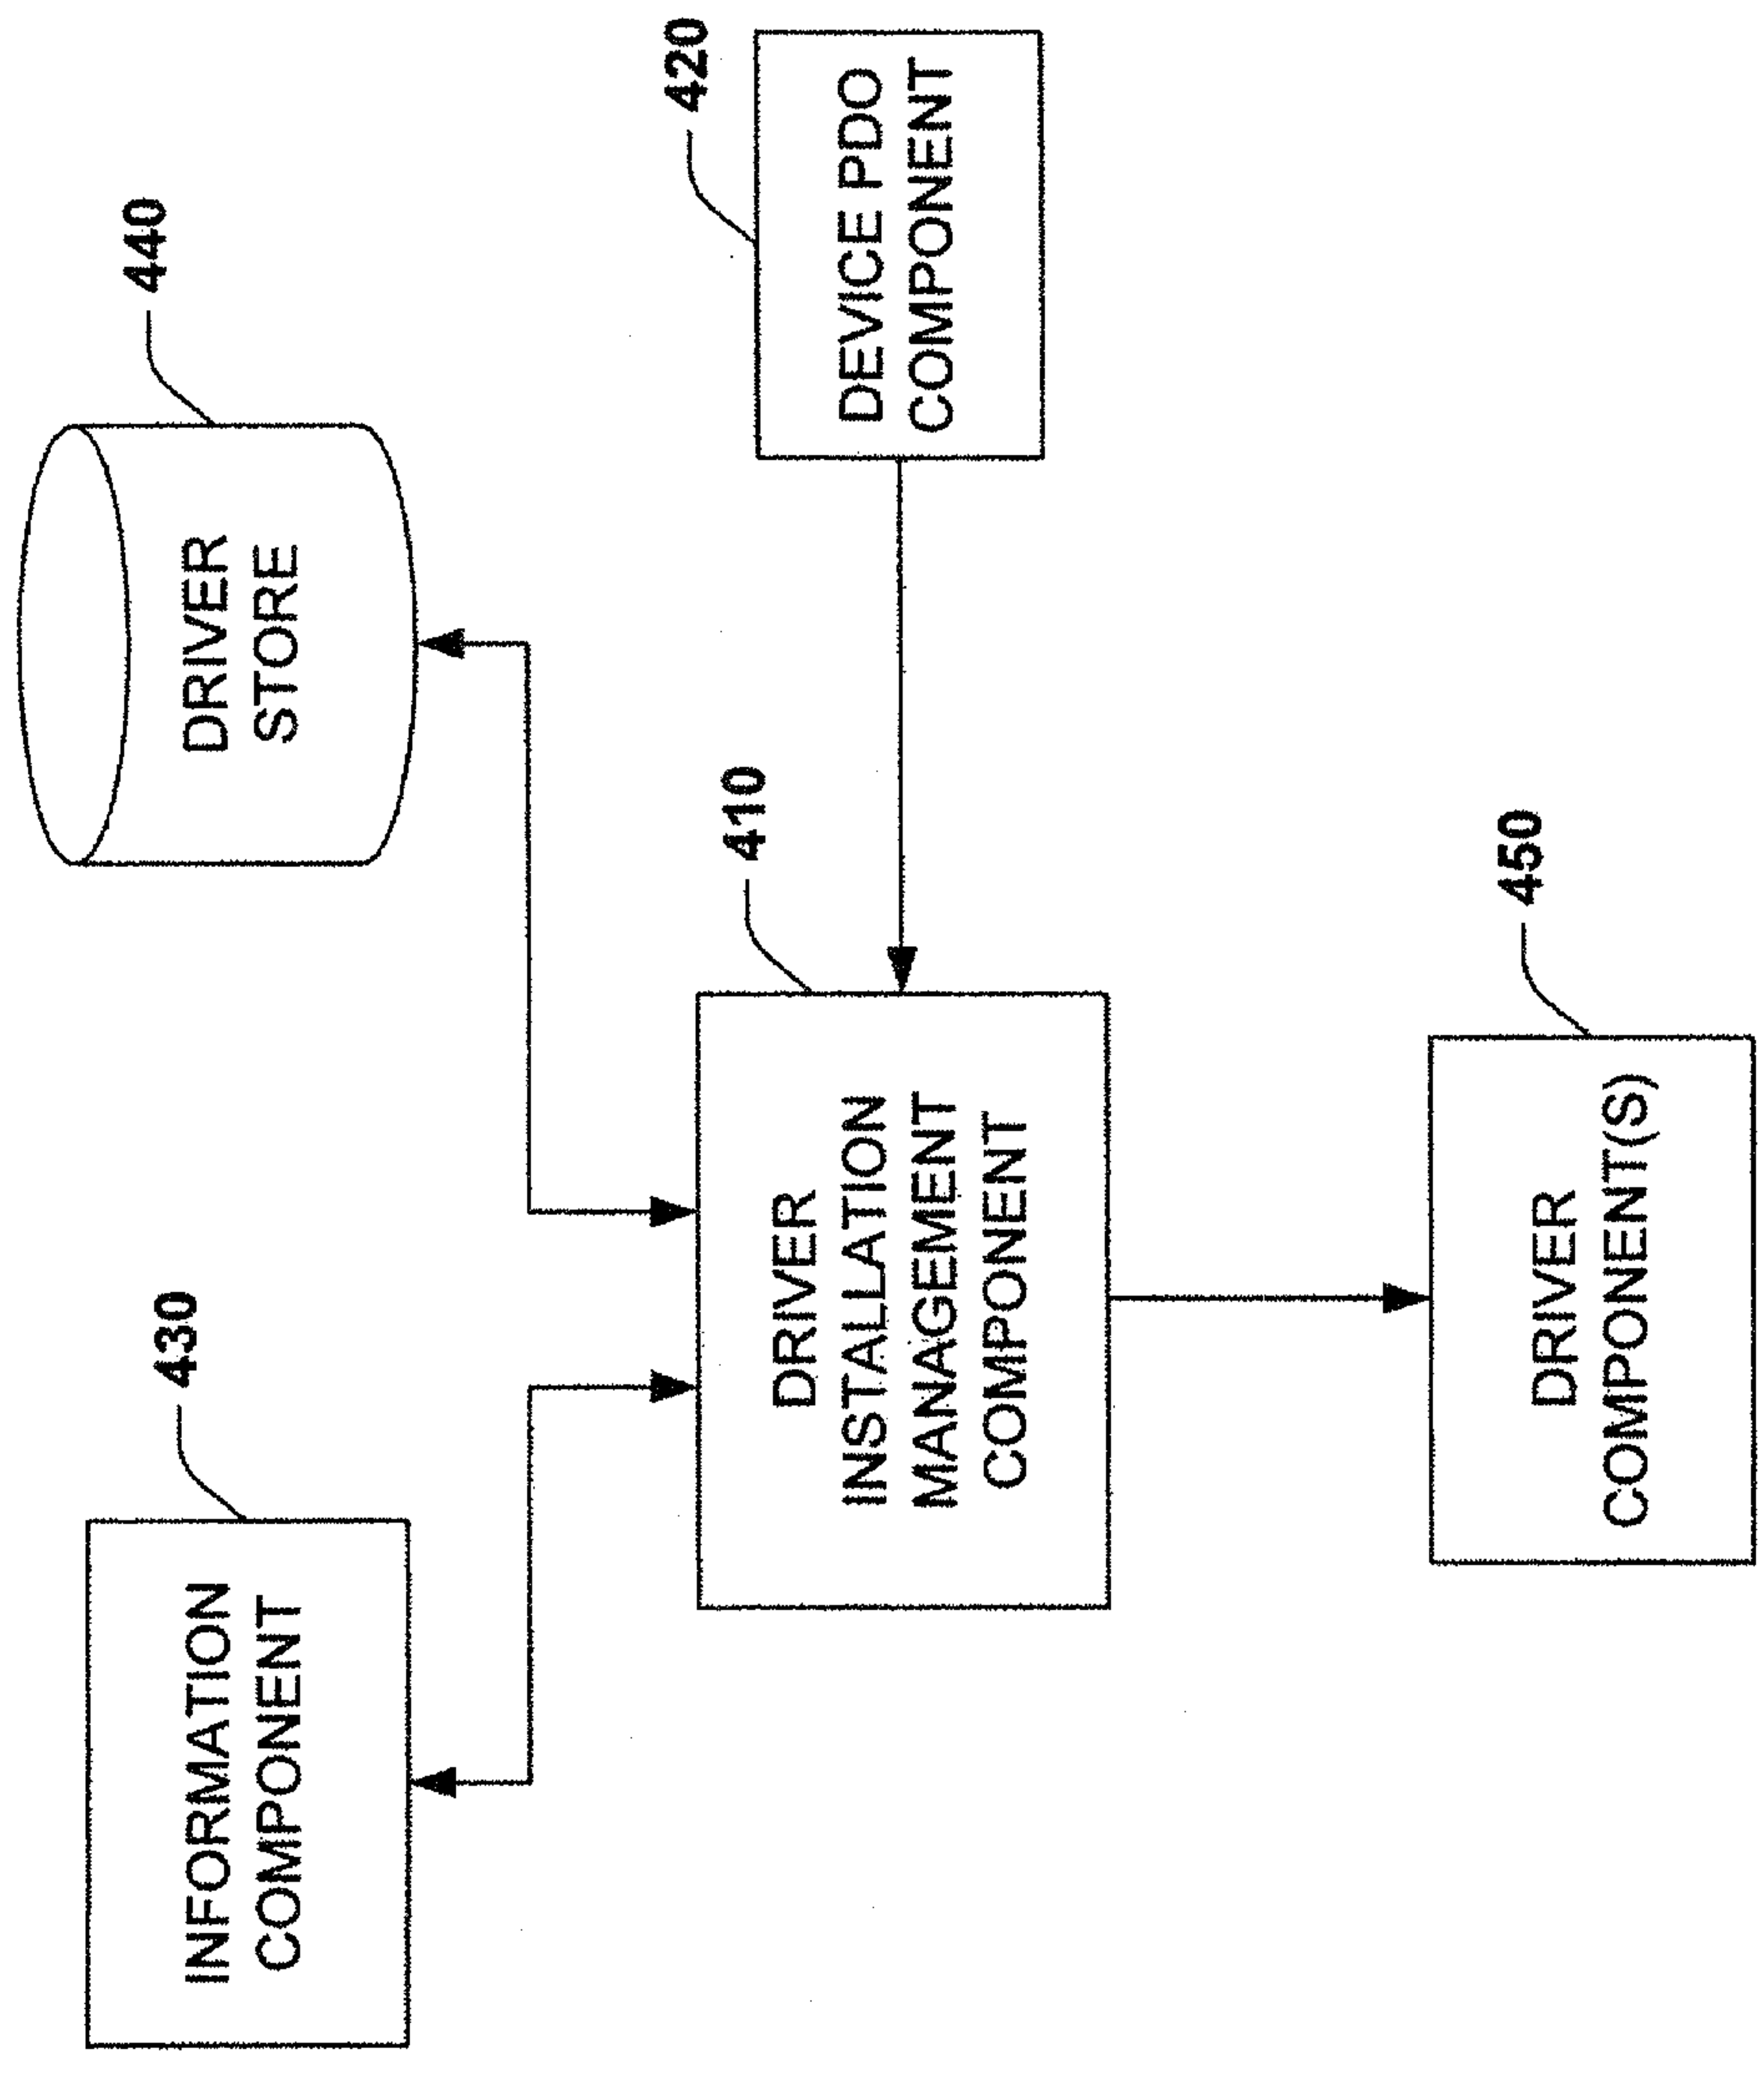 430
INFORMATION
COMPONENT
440
DRIVER
STORE
410
DRIVER
INSTALLATION
MANAGEMENT
COMPONENT
420
DEVICE PDO
COMPONENT
450
DRIVER
COMPONENT(S)